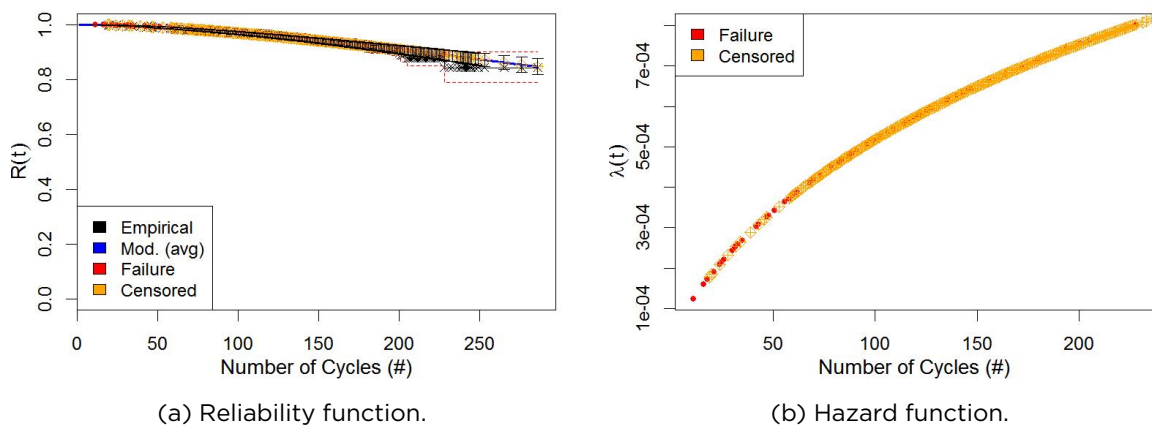 R(t)
1.0
0.8
0.6
0.4
0.2
0.0
Empirical
Mod. (avg)
Failure
Censored
0 50 100 150 200 250
Number of Cycles (#)
(a) Reliability function.
λ(t)
7e-04
5e-04
3e-04
1e-04
Failure
Censored
50 100 150 200
Number of Cycles (#)
(b) Hazard function.